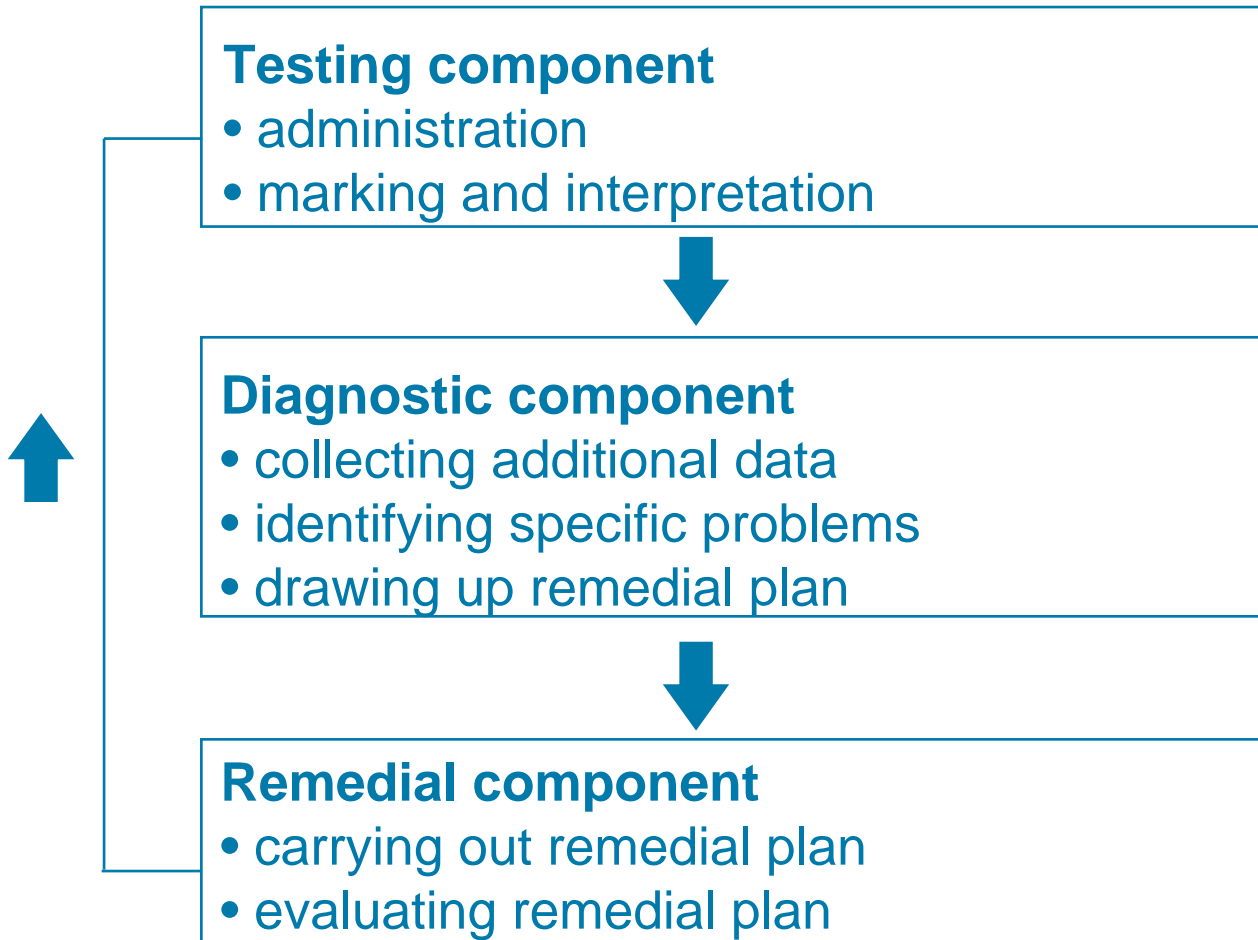 Testing component
• administration
• marking and interpretation
Diagnostic component
• collecting additional data
• identifying specific problems
• drawing up remedial plan
Remedial component
• carrying out remedial plan
• evaluating remedial plan